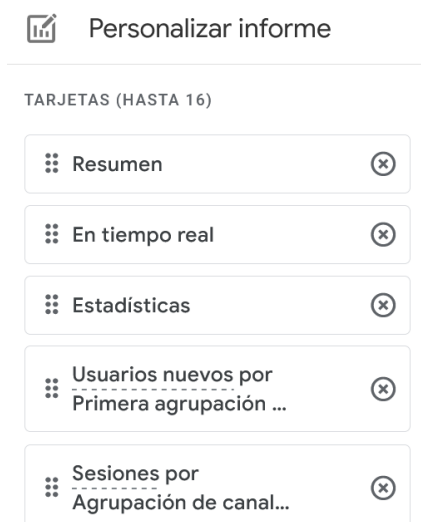 Personalizar informe
TARJETAS (HASTA 16)
Resumen
En tiempo real
Estadísticas
Usuarios nuevos por
Primera agrupación ...
Sesiones por
Agrupación de canal...